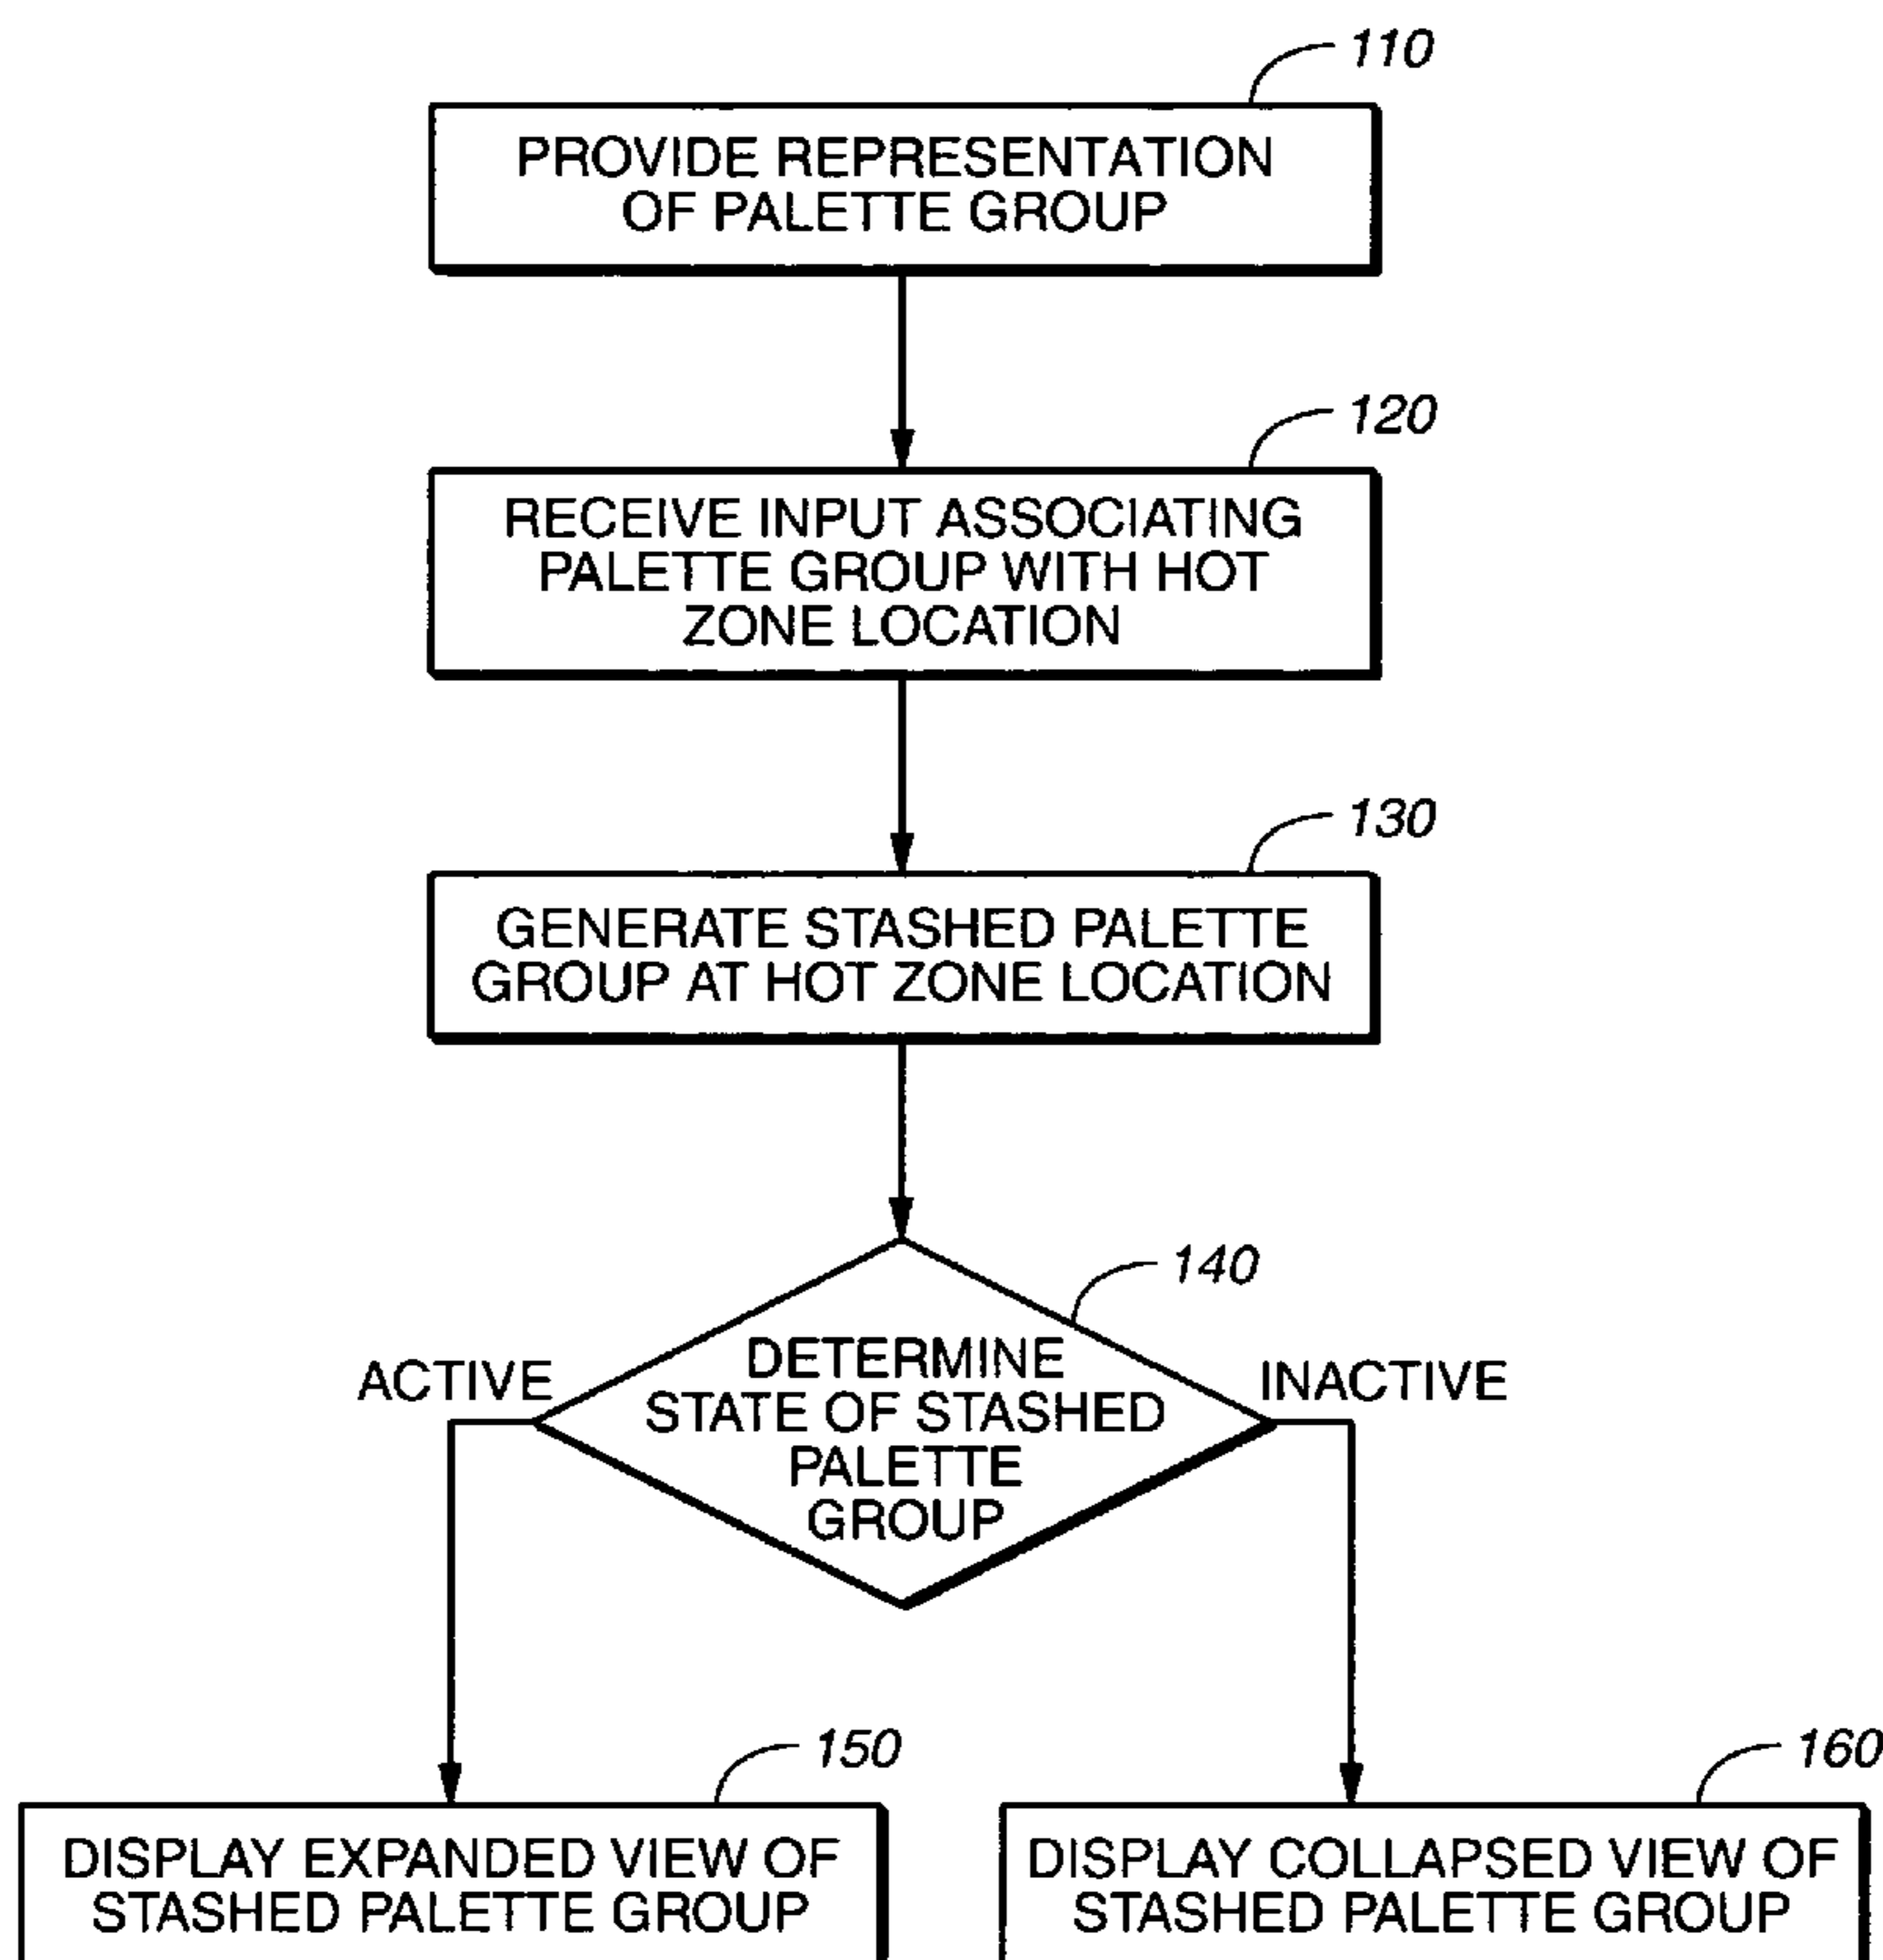 110
PROVIDE REPRESENTATION
OF PALETTE GROUP
120
RECEIVE INPUT ASSOCIATING
PALETTE GROUP WITH HOT
ZONE LOCATION
130
GENERATE STASHED PALETTE
GROUP AT HOT ZONE LOCATION
140
DETERMINE
STATE OF STASHED
PALETTE
GROUP
ACTIVE
INACTIVE
150
DISPLAY EXPANDED VIEW OF
STASHED PALETTE GROUP
160
DISPLAY COLLAPSED VIEW OF
STASHED PALETTE GROUP